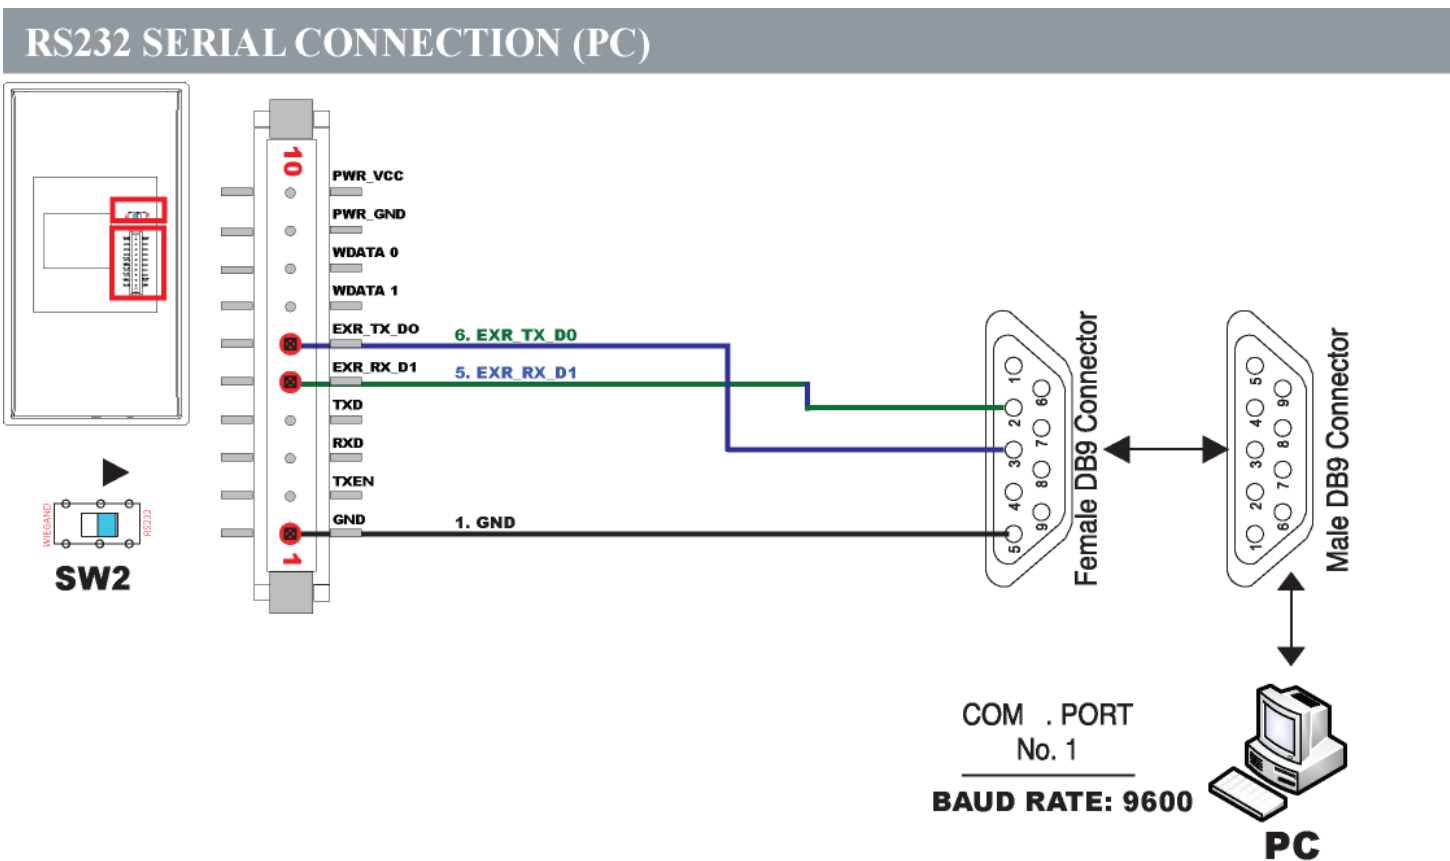 RS232 SERIAL CONNECTION (PC)
10
PWR_VCC
PWR_GND
WDATA 0
WDATA 1
EXR_TX_DO
6. EXR_TX_D0
EXR_RX_D1
5. EXR_RX_D1
TXD
RXD
TXEN
GND
1. GND
1
WIEGAND
RS232
SW2
1
6
2
7
3
8
4
9
5
Female DB9 Connector
5
9
4
8
3
7
2
6
1
Male DB9 Connector
COM . PORT
No. 1
BAUD RATE: 9600
PC